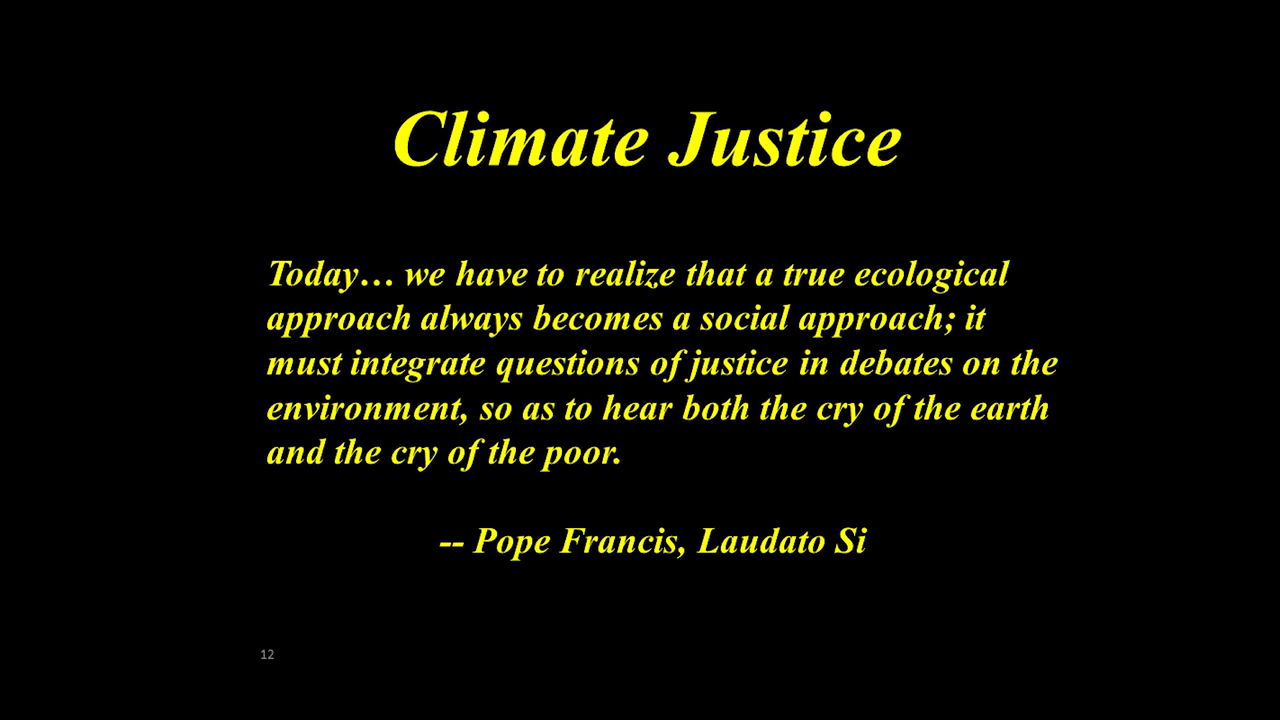 Climate Justice
Today… we have to realize that a true ecological
approach always becomes a social approach; it
must integrate questions of justice in debates on the
environment, so as to hear both the cry of the earth
and the cry of the poor.
-- Pope Francis, Laudato Si
12